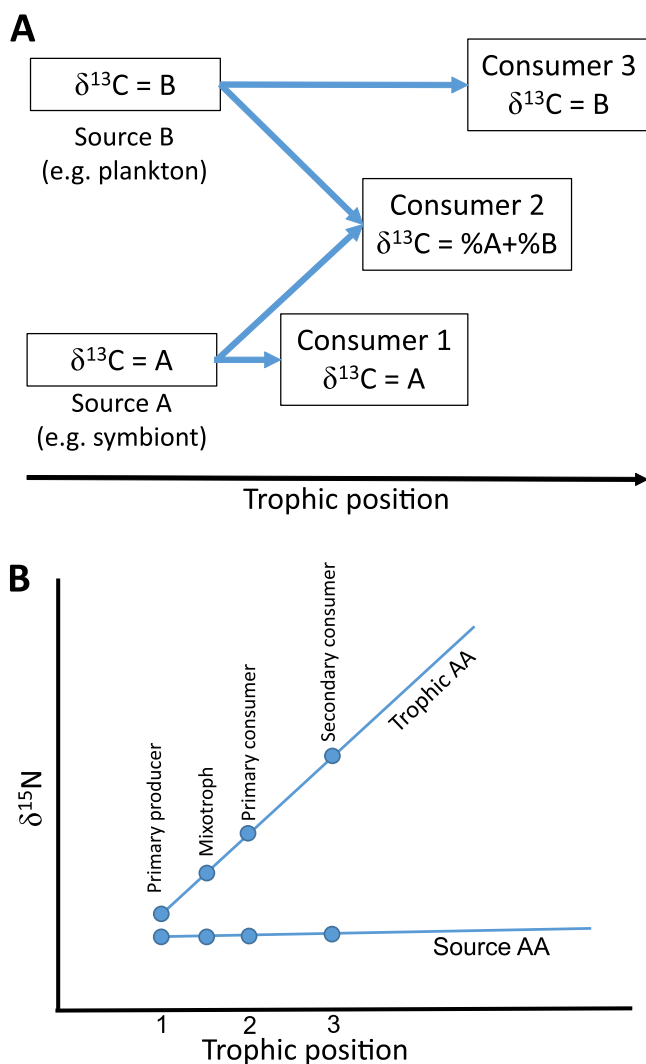 A
δ¹³C = B
Source B
(e.g. plankton)
Consumer 3
δ¹³C = B
Consumer 2
δ¹³C = %A+%B
δ¹³C = A
Source A
(e.g. symbiont)
Consumer 1
δ¹³C = A
Trophic position
B
δ¹⁵N
Primary producer
Mixotroph
Primary consumer
Secondary consumer
Trophic AA
Source AA
1 2 3
Trophic position